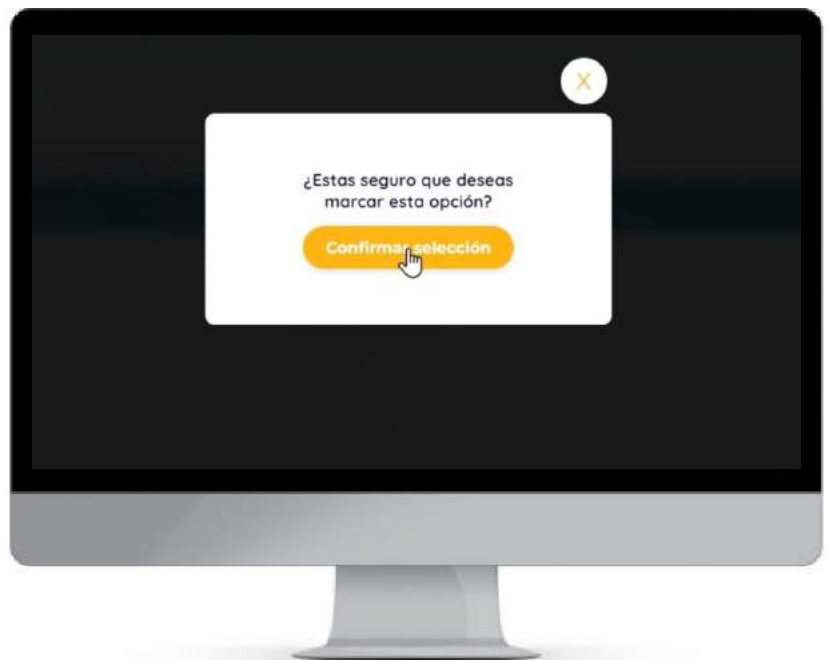 X
¿Estas seguro que deseas
marcar esta opción?
Confirmar selección